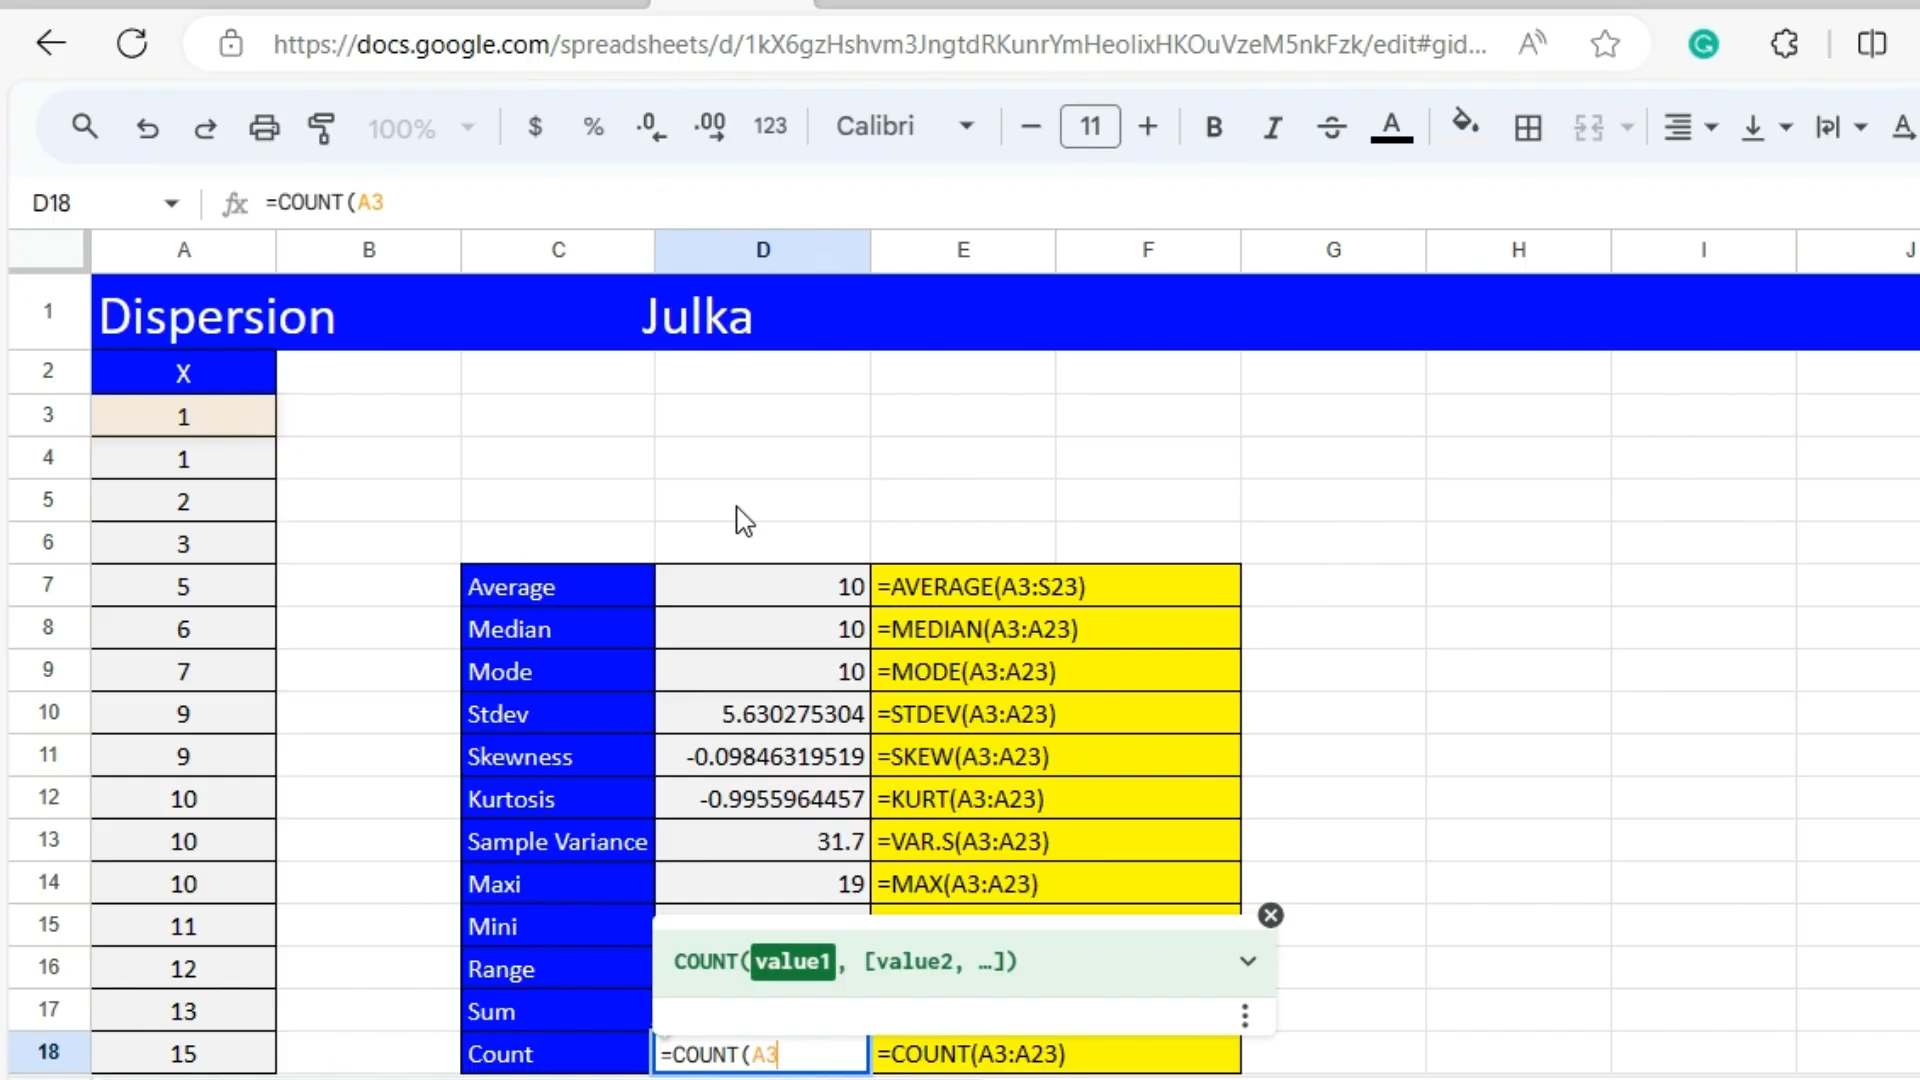 https://docs.google.com/spreadsheets/d/1kX6gzHshvm3JngtdRKunrYmHeolixHKOuVzeM5nkFzk/edit#gid...
100% $ % .0 .00 123 Calibri 11 B I A
D18 fx =COUNT(A3
A B C D E F G H I J
1 Dispersion Julka
2 X
3 1
4 1
5 2
6 3
7 5 Average 10 =AVERAGE(A3:S23)
8 6 Median 10 =MEDIAN(A3:A23)
9 7 Mode 10 =MODE(A3:A23)
10 9 Stdev 5.630275304 =STDEV(A3:A23)
11 9 Skewness -0.09846319519 =SKEW(A3:A23)
12 10 Kurtosis -0.9955964457 =KURT(A3:A23)
13 10 Sample Variance 31.7 =VAR.S(A3:A23)
14 10 Maxi 19 =MAX(A3:A23)
15 11 Mini
COUNT(value1, [value2, …])
16 12 Range
17 13 Sum
18 15 Count =COUNT(A3 =COUNT(A3:A23)